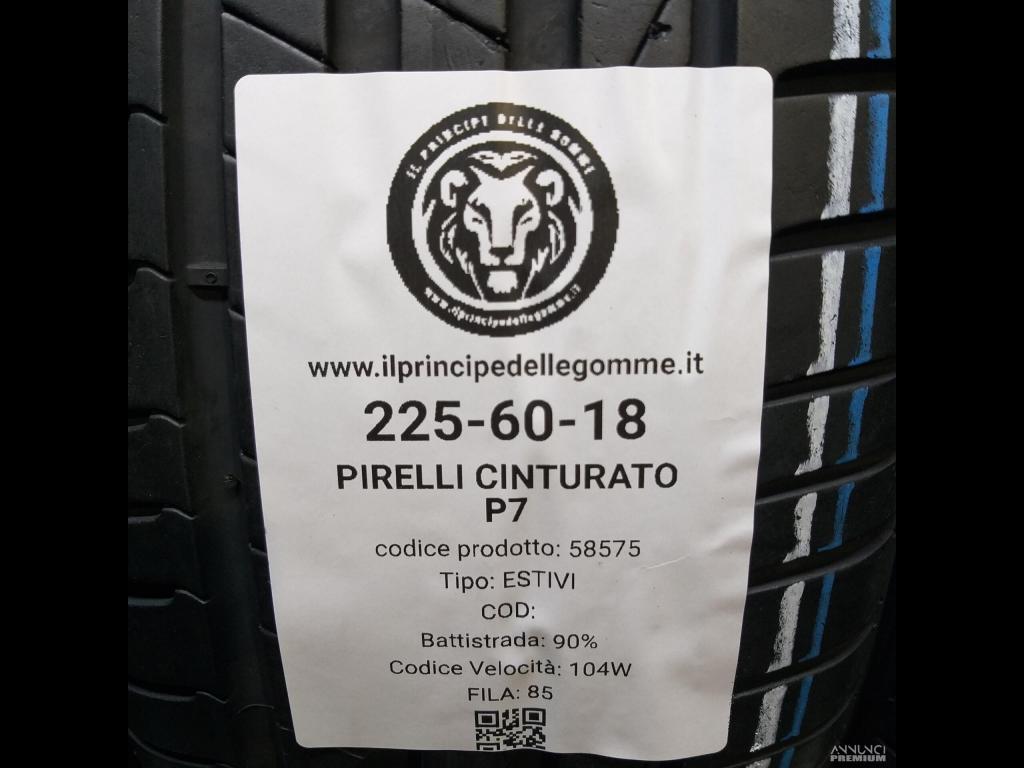 IL PRINCIPE DELLE GOMME
www.ilprincipedellegomme.it
www.ilprincipedellegomme.it
225-60-18
PIRELLI CINTURATO
P7
codice prodotto: 58575
Tipo: ESTIVI
COD:
Battistrada: 90%
Codice Velocità: 104W
FILA: 85
ANNUNCI
PREMIUM